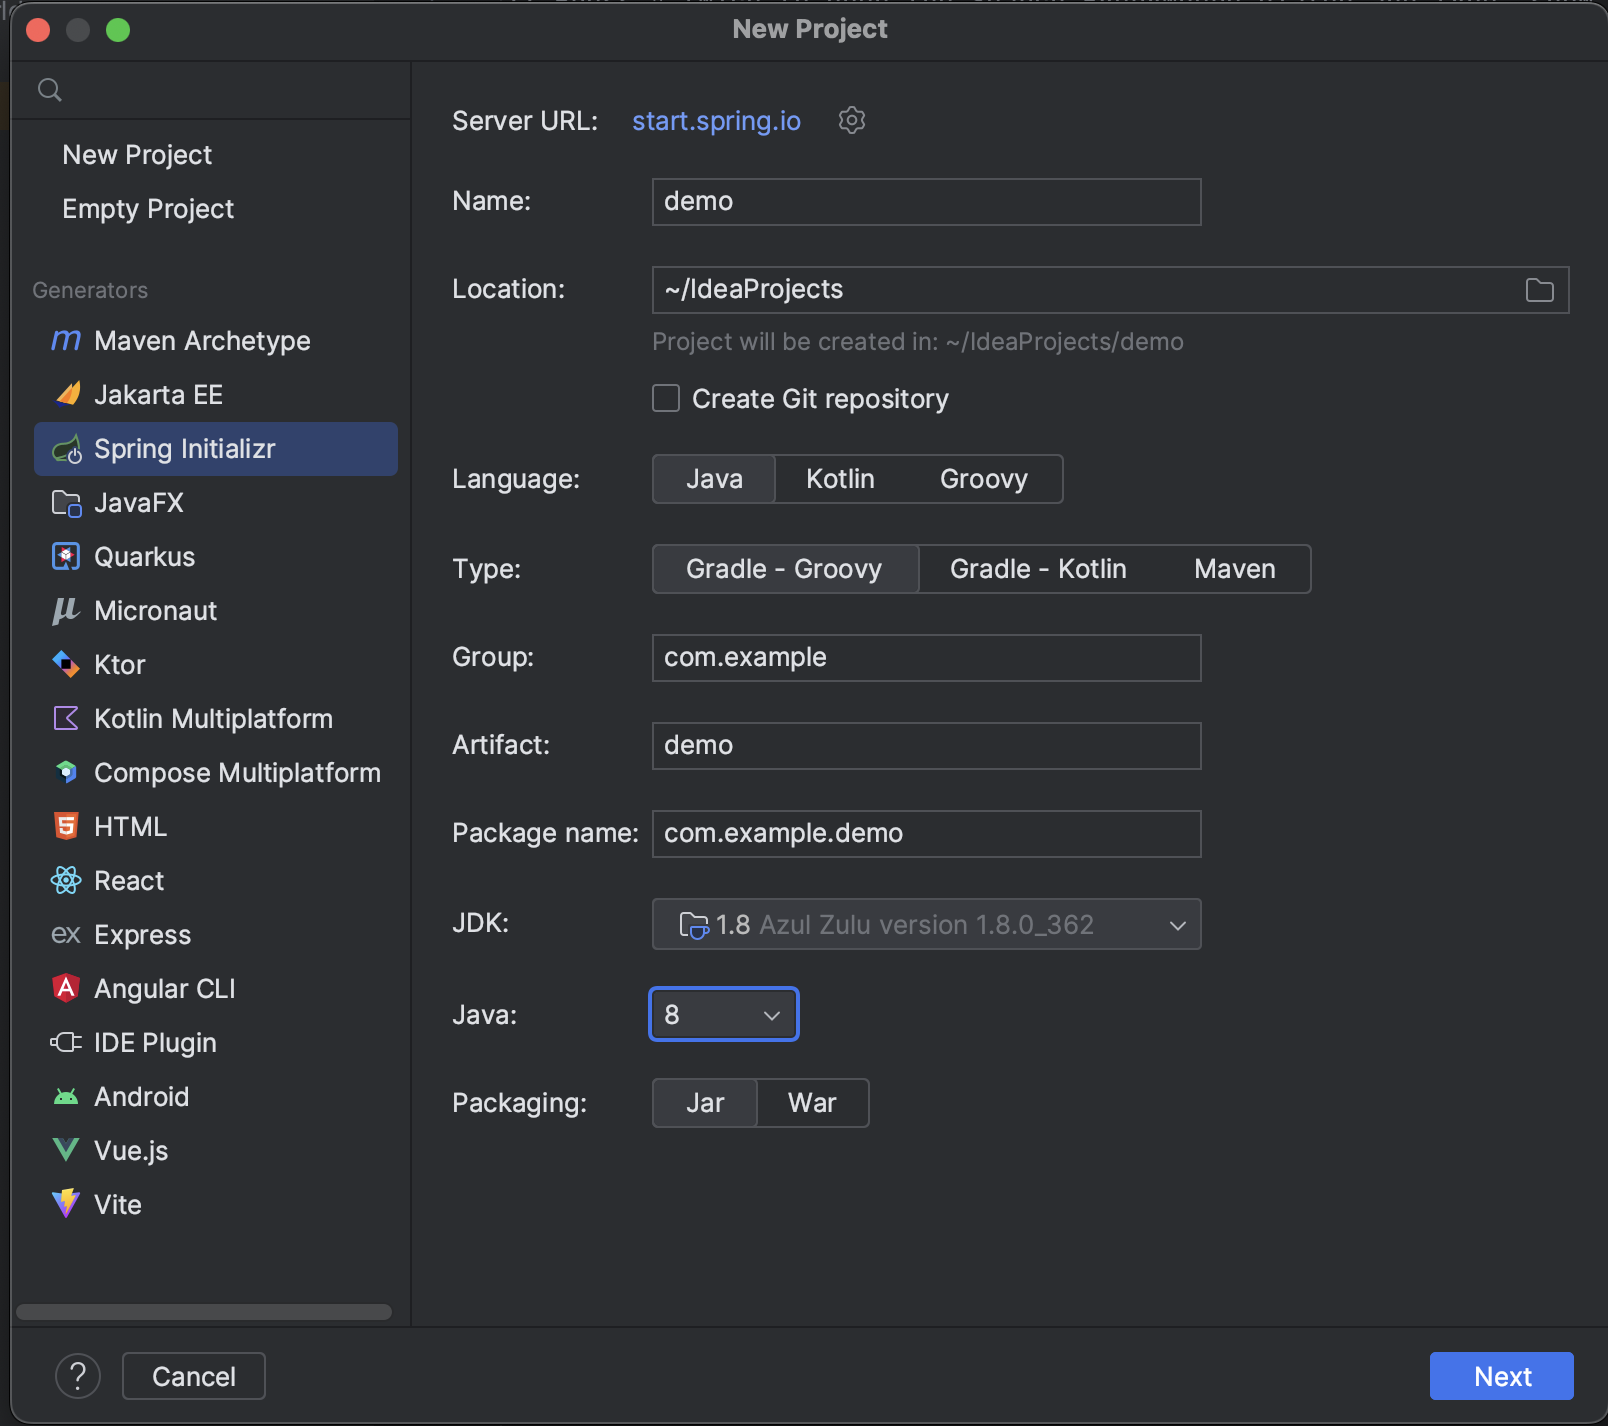 New Project
New Project
Empty Project
Generators
Maven Archetype
Jakarta EE
Spring Initializr
JavaFX
Quarkus
Micronaut
Ktor
Kotlin Multiplatform
Compose Multiplatform
HTML
React
ex Express
Angular CLI
IDE Plugin
Android
Vue.js
Vite
Server URL: start.spring.io
Name: demo
Location: ~/IdeaProjects
Project will be created in: ~/IdeaProjects/demo
Create Git repository
Language: Java Kotlin Groovy
Type: Gradle - Groovy Gradle - Kotlin Maven
Group: com.example
Artifact: demo
Package name: com.example.demo
JDK: 1.8 Azul Zulu version 1.8.0_362
Java: 8
Packaging: Jar War
? Cancel Next